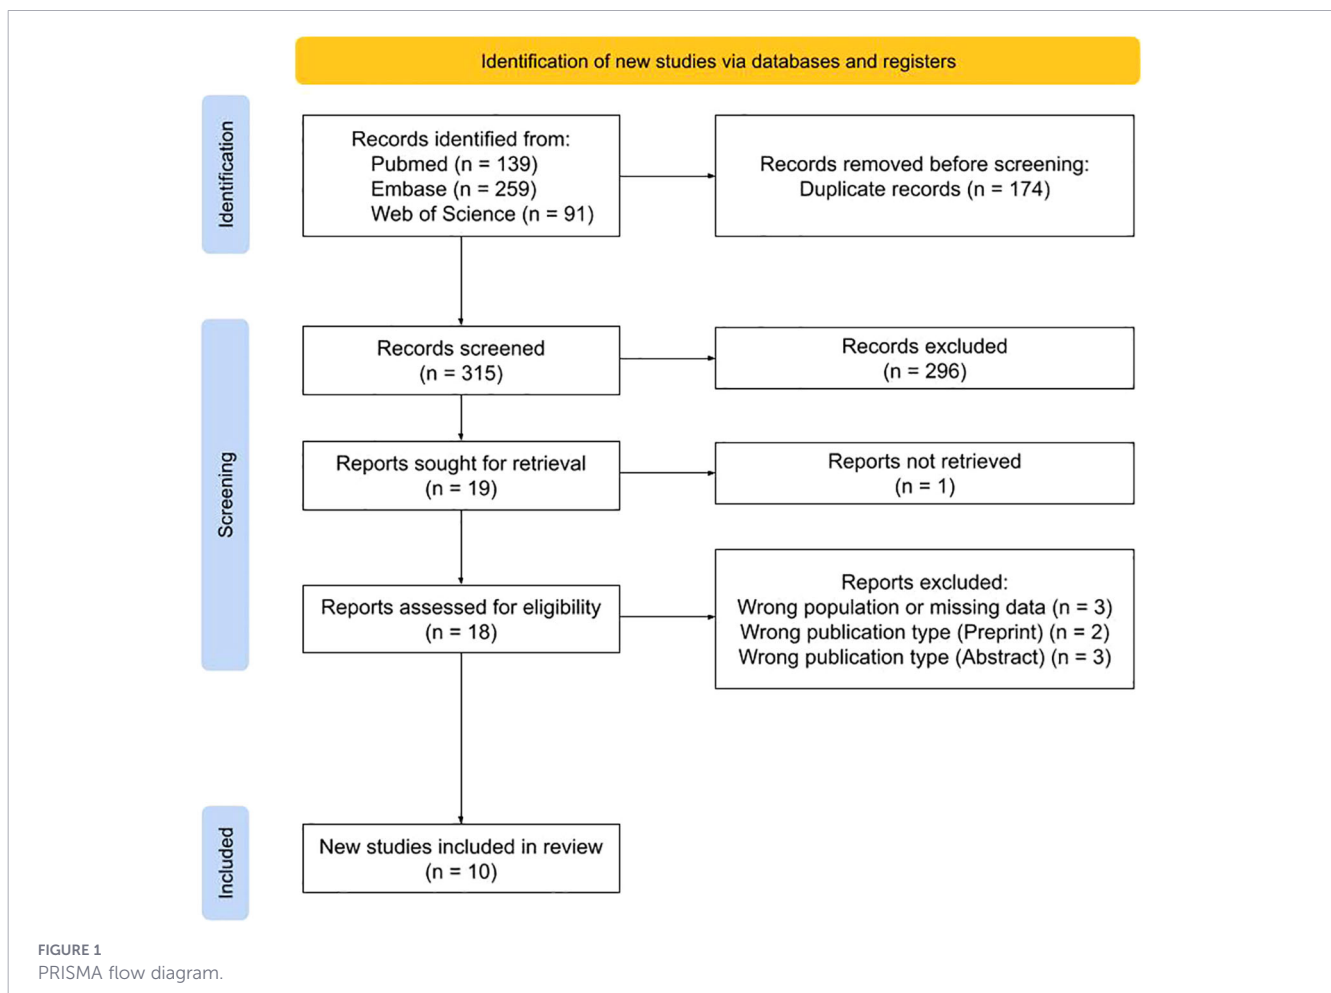 Identification of new studies via databases and registers
Identification
Records identified from:
Pubmed (n = 139)
Embase (n = 259)
Web of Science (n = 91)
Records removed before screening:
Duplicate records (n = 174)
Screening
Records screened
(n = 315)
Records excluded
(n = 296)
Reports sought for retrieval
(n = 19)
Reports not retrieved
(n = 1)
Reports assessed for eligibility
(n = 18)
Reports excluded:
Wrong population or missing data (n = 3)
Wrong publication type (Preprint) (n = 2)
Wrong publication type (Abstract) (n = 3)
Included
New studies included in review
(n = 10)
FIGURE 1
PRISMA flow diagram.